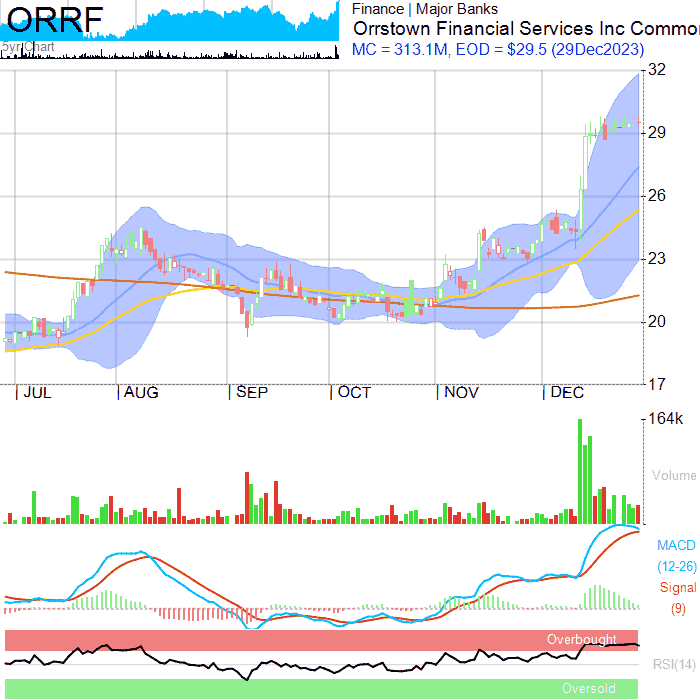 ORRF
5yr Chart
Finance | Major Banks
Orrstown Financial Services Inc Commo
MC = 313.1M, EOD = $29.5 (29Dec2023)
32
29
26
23
20
17
JUL
AUG
SEP
OCT
NOV
DEC
164k
Volume
MACD
(12-26)
Signal
(9)
Overbought
RSI(14)
Oversold